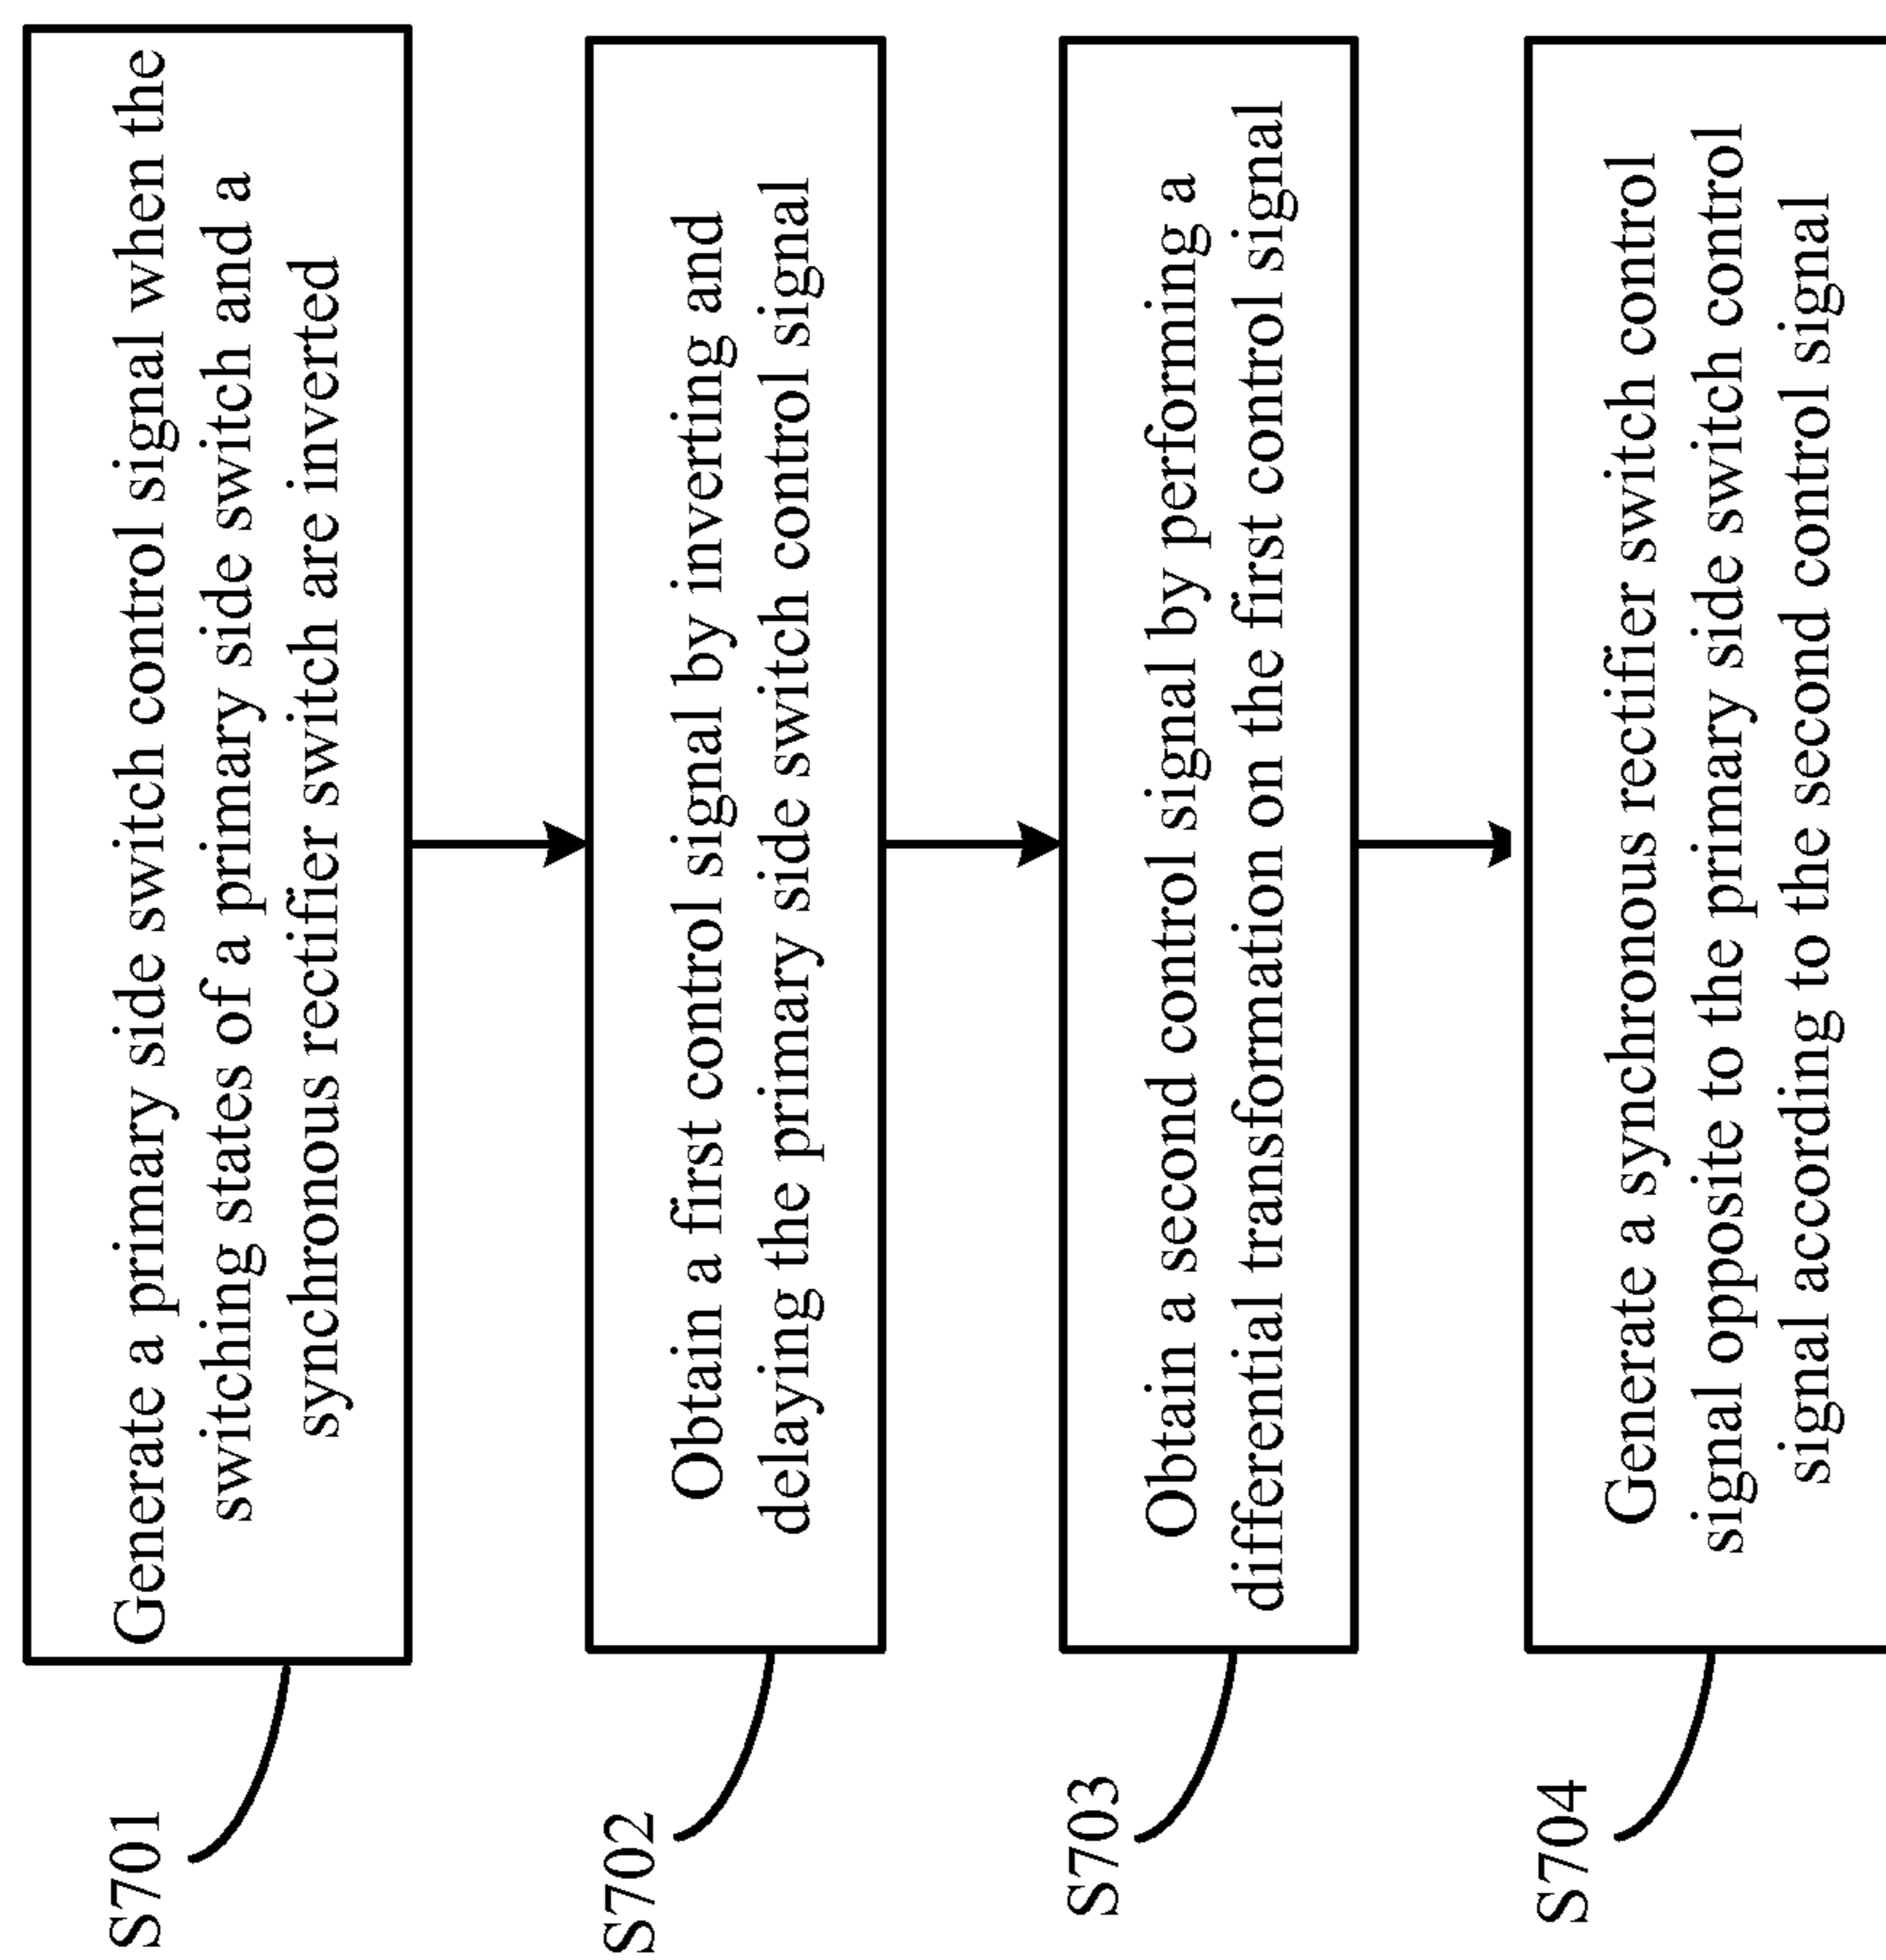 S701
Generate a primary side switch control signal when the
switching states of a primary side switch and a
synchronous rectifier switch are inverted
S702
Obtain a first control signal by inverting and
delaying the primary side switch control signal
S703
Obtain a second control signal by performing a
differential transformation on the first control signal
S704
Generate a synchronous rectifier switch control
signal opposite to the primary side switch control
signal according to the second control signal